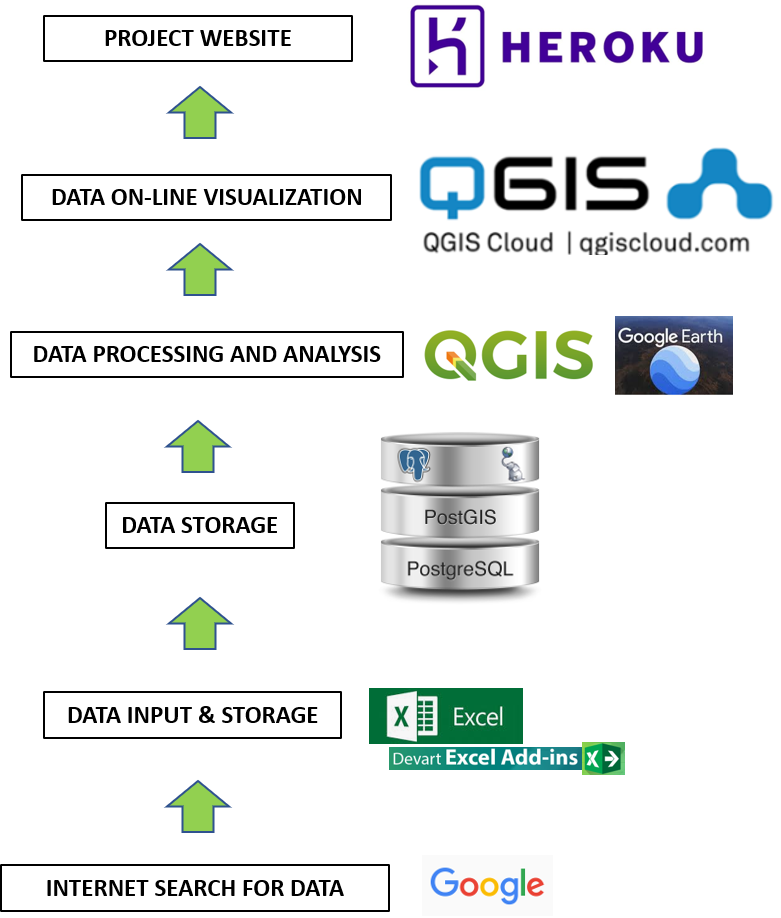 PROJECT WEBSITE
HEROKU
DATA ON-LINE VISUALIZATION
QGIS
QGIS Cloud | qgiscloud.com
DATA PROCESSING AND ANALYSIS
QGIS
Google Earth
DATA STORAGE
PostGIS
PostgreSQL
DATA INPUT & STORAGE
X Excel
Devart Excel Add-ins X
INTERNET SEARCH FOR DATA
Google